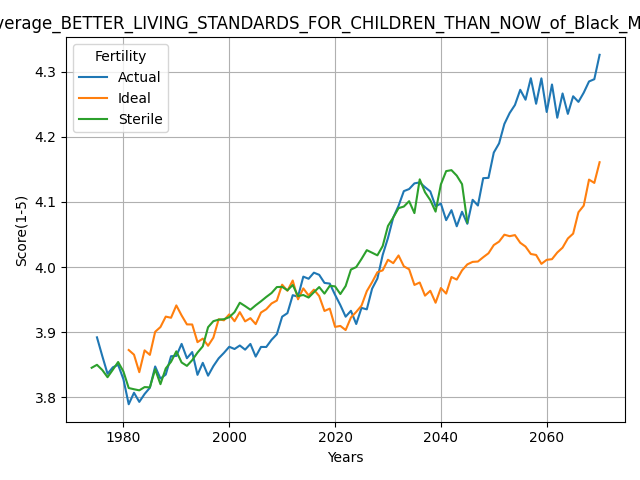 verage_BETTER_LIVING_STANDARDS_FOR_CHILDREN_THAN_NOW_of_Black_M
Fertility
Actual
Ideal
Sterile
4.3
4.2
4.1
4.0
3.9
3.8
Score(1-5)
1980 2000 2020 2040 2060
Years